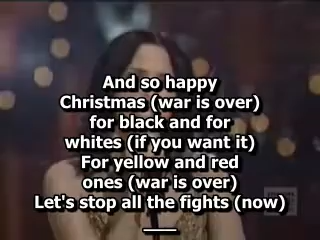 And so happy
Christmas (war is over)
for black and for
whites (if you want it)
For yellow and red
ones (war is over)
Let's stop all the fights (now)